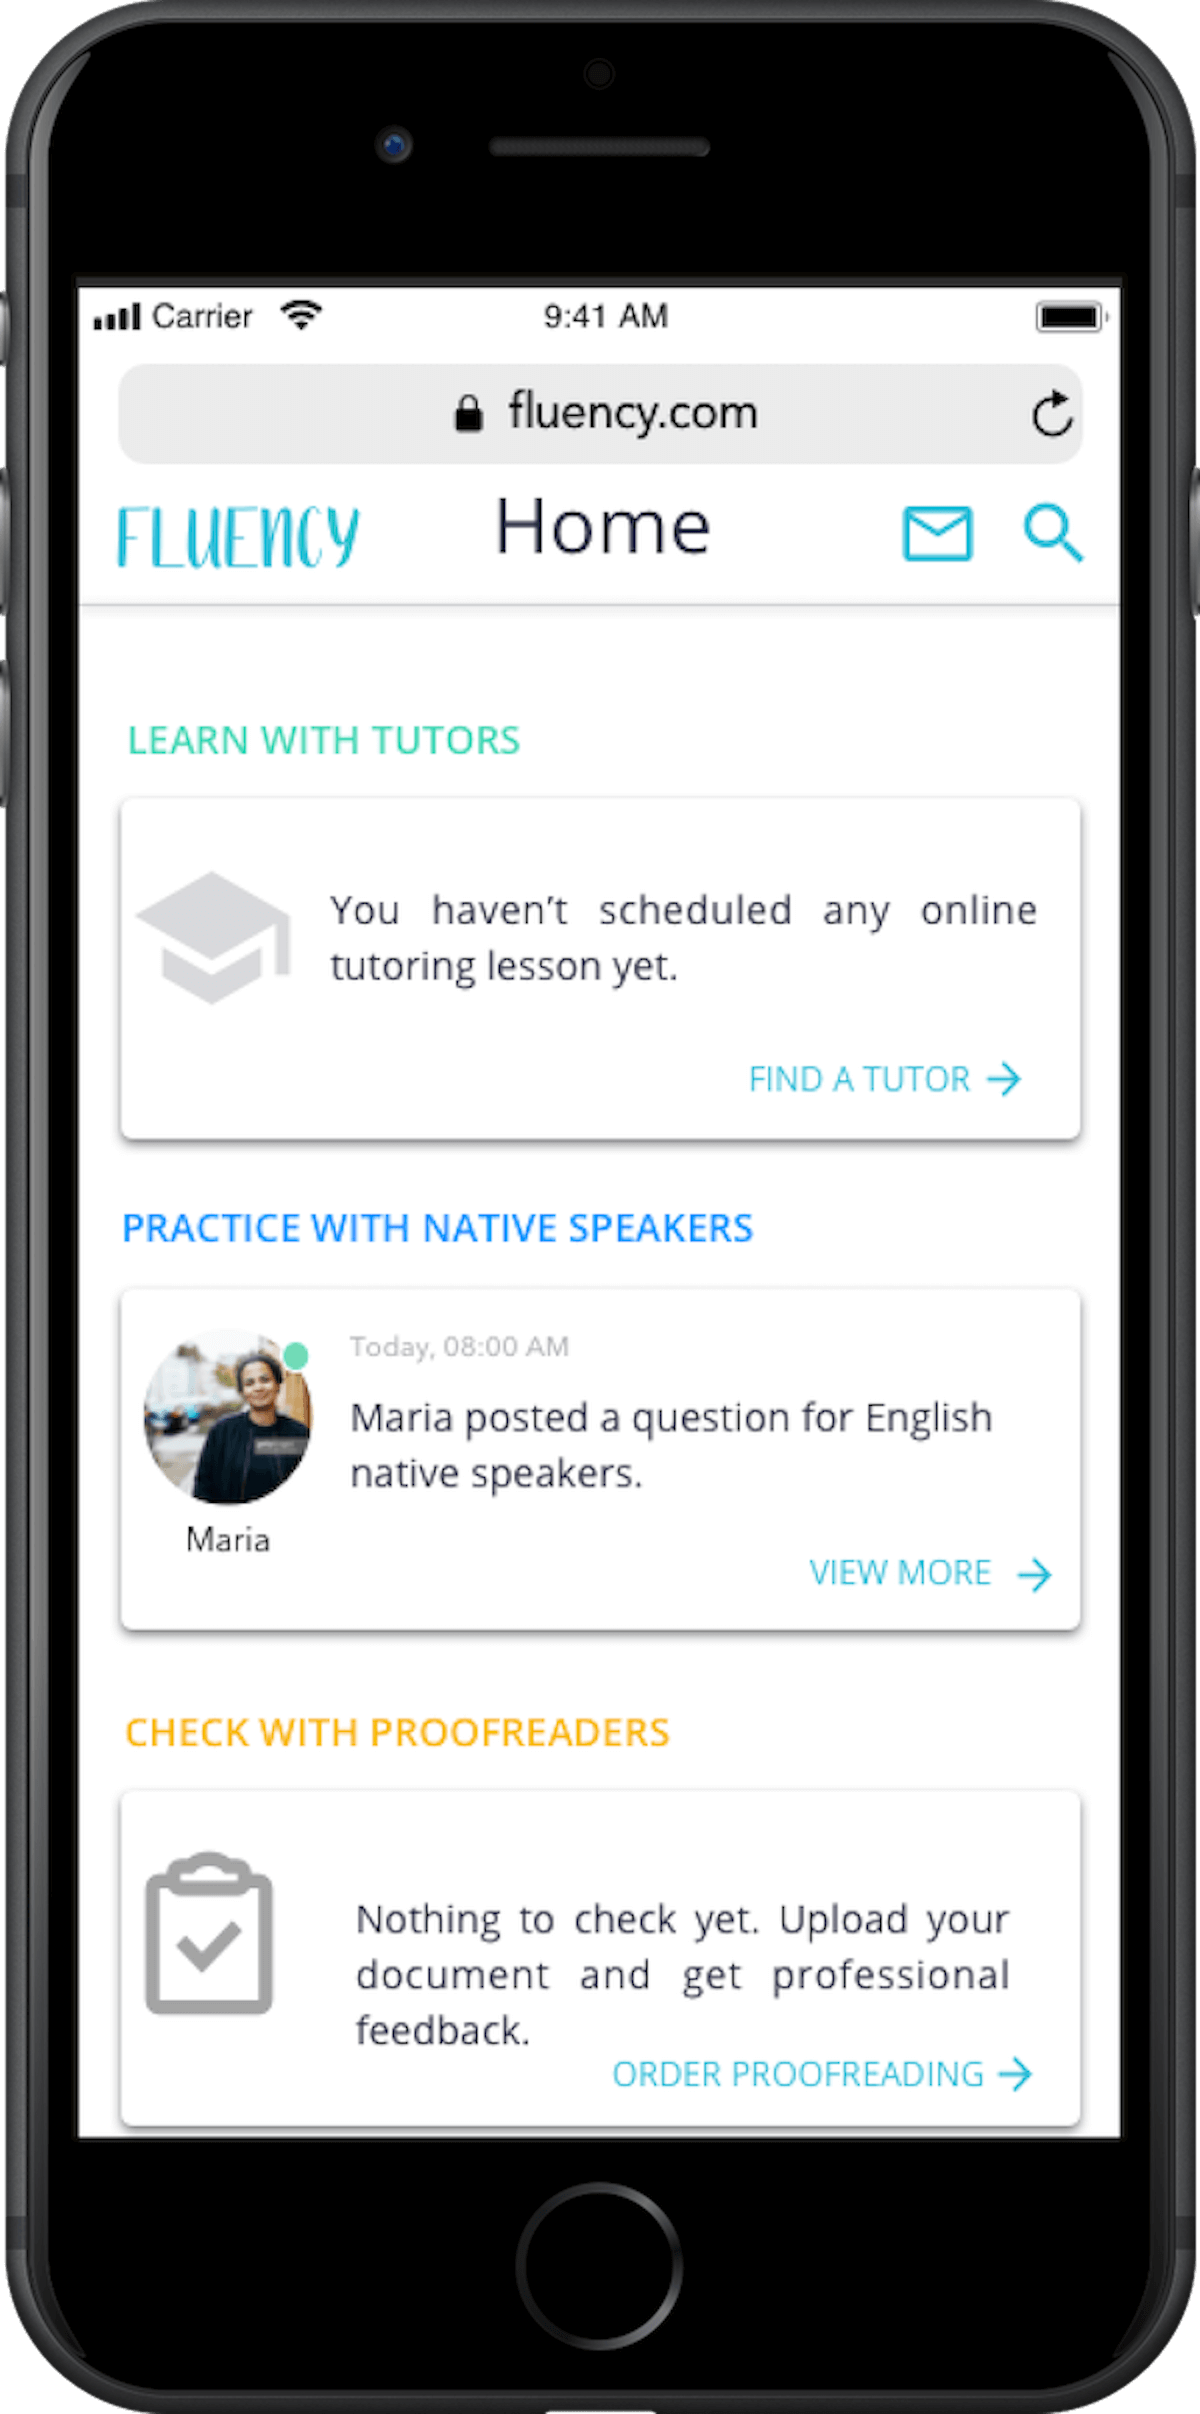 Carrier 9:41 AM
fluency.com
FLUENCY Home
LEARN WITH TUTORS
You haven't scheduled any online
tutoring lesson yet.
FIND A TUTOR →
PRACTICE WITH NATIVE SPEAKERS
Today, 08:00 AM
Maria posted a question for English
native speakers.
Maria
VIEW MORE →
CHECK WITH PROOFREADERS
Nothing to check yet. Upload your
document and get professional
feedback.
ORDER PROOFREADING →